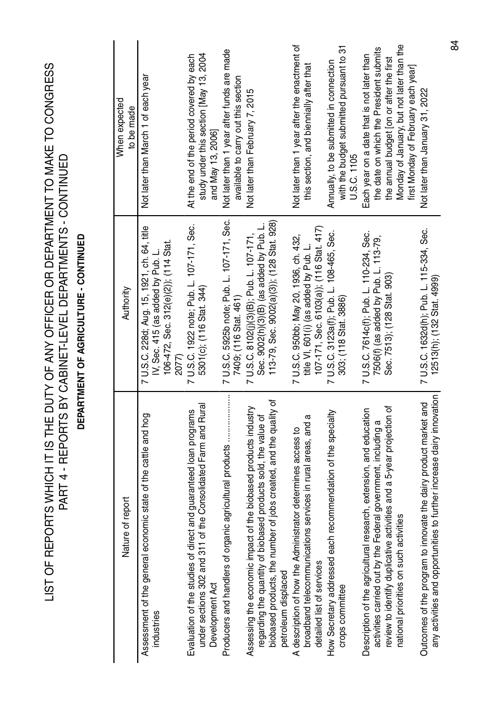 LIST OF REPORTS WHICH IT IS THE DUTY OF ANY OFFICER OR DEPARTMENT TO MAKE TO CONGRESS
PART 4 - REPORTS BY CABINET-LEVEL DEPARTMENTS - CONTINUED
DEPARTMENT OF AGRICULTURE - CONTINUED
Nature of report
Authority
When expected
to be made
Assessment of the general economic state of the cattle and hog
industries
7 U.S.C. 228d; Aug. 15, 1921, ch. 64, title
IV, Sec. 415 (as added by Pub. L.
106-472, Sec. 312(e)(2)); (114 Stat.
2077)
Not later than March 1 of each year
Evaluation of the studies of direct and guaranteed loan programs
under sections 302 and 311 of the Consolidated Farm and Rural
Development Act
7 U.S.C. 1922 note; Pub. L. 107-171, Sec.
5301(c); (116 Stat. 344)
At the end of the period covered by each
study under this section [May 13, 2004
and May 13, 2006]
Producers and handlers of organic agricultural products ....................
7 U.S.C. 5925b note; Pub. L. 107-171, Sec.
7409; (116 Stat. 461)
Not later than 1 year after funds are made
available to carry out this section
Assessing the economic impact of the biobased products industry
regarding the quantity of biobased products sold, the value of
biobased products, the number of jobs created, and the quality of
petroleum displaced
7 U.S.C. 8102(j)(3)(B); Pub. L. 107-171,
Sec. 9002(h)(3)(B) (as added by Pub. L.
113-79, Sec. 9002(a)(3)); (128 Stat. 928)
Not later than February 7, 2015
A description of how the Administrator determines access to
broadband telecommunications services in rural areas, and a
detailed list of services
7 U.S.C. 950bb; May 20, 1936, ch. 432,
title VI, 601(i) (as added by Pub. L.
107-171, Sec. 6103(a)); (116 Stat. 417)
Not later than 1 year after the enactment of
this section, and biennially after that
How Secretary addressed each recommendation of the specialty
crops committee
7 U.S.C. 3123a(f); Pub. L. 108-465, Sec.
303; (118 Stat. 3886)
Annually, to be submitted in connection
with the budget submitted pursuant to 31
U.S.C. 1105
Description of the agricultural research, extension, and education
activities carried out by the Federal government, including a
review to identify duplicative activities and a 5-year projection of
national priorities on such activities
7 U.S.C. 7614c(f); Pub. L. 110-234, Sec.
7506(f) (as added by Pub. L. 113-79,
Sec. 7513); (128 Stat. 903)
Each year on a date that is not later than
the date on which the President submits
the annual budget [on or after the first
Monday of January, but not later than the
first Monday of February each year]
Outcomes of the program to innovate the dairy product market and
any activities and opportunities to further increase dairy innovation
7 U.S.C. 1632d(h); Pub. L. 115-334, Sec.
12513(h); (132 Stat. 4999)
Not later than January 31, 2022
84